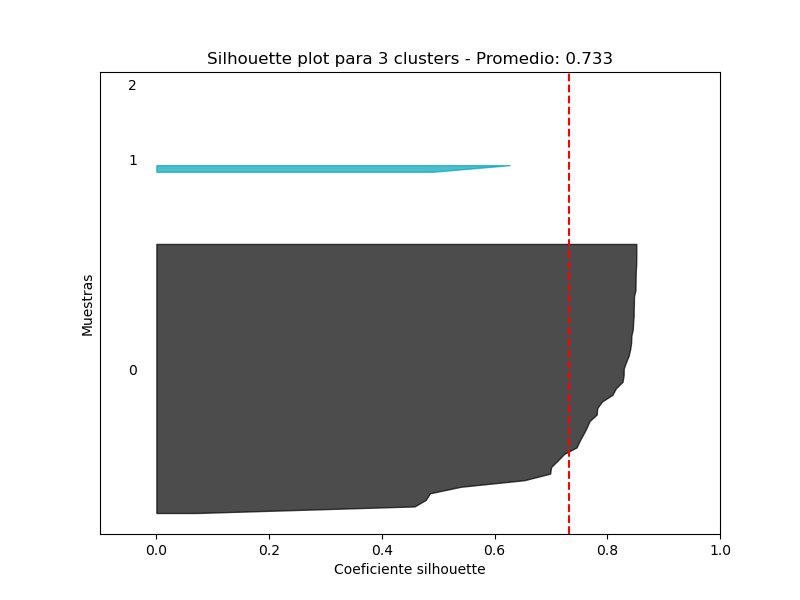 Silhouette plot para 3 clusters - Promedio: 0.733
2
1
0
Muestras
0.0 0.2 0.4 0.6 0.8 1.0
Coeficiente silhouette